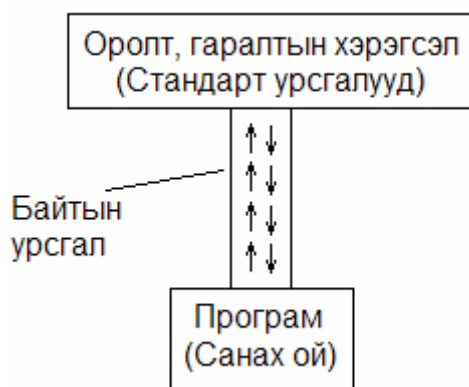 Оролт, гаралтын хэрэгсэл
(Стандарт урсгалууд)
Байтын
урсгал
Програм
(Санах ой)